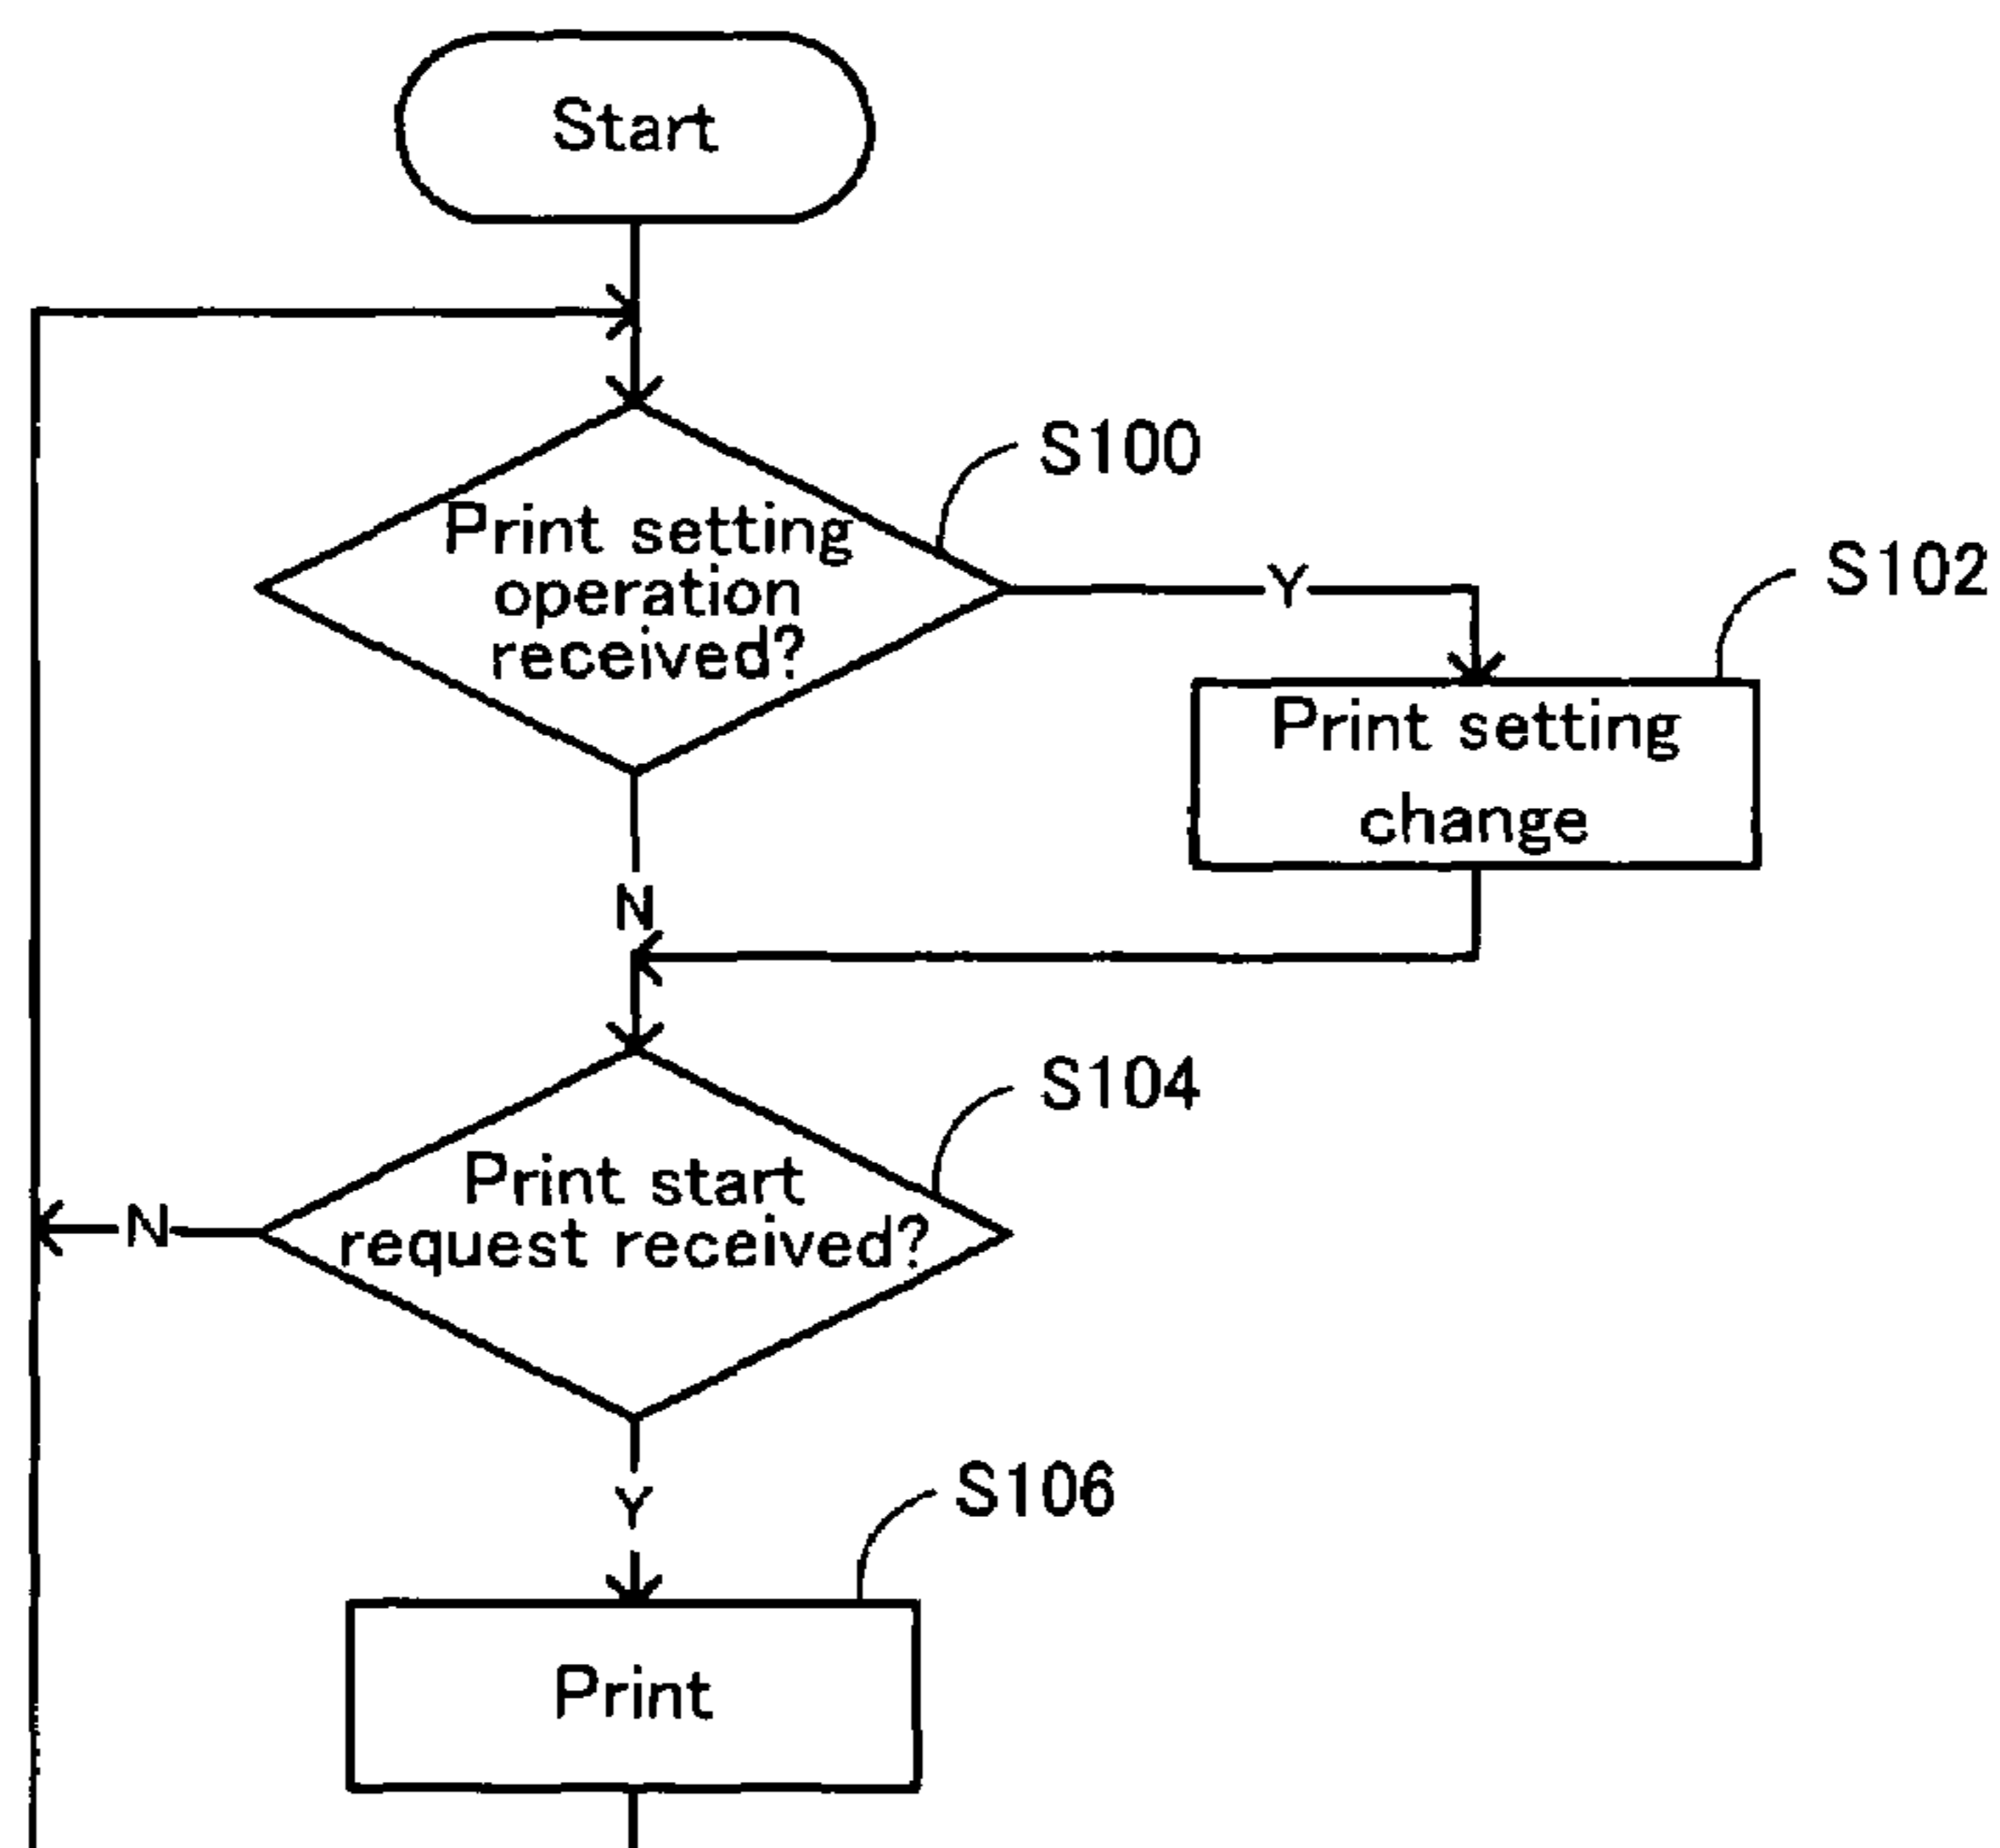 Start
S100
Print setting
operation
received?
Y
S102
Print setting
change
N
S104
Print start
request received?
N
Y
S106
Print